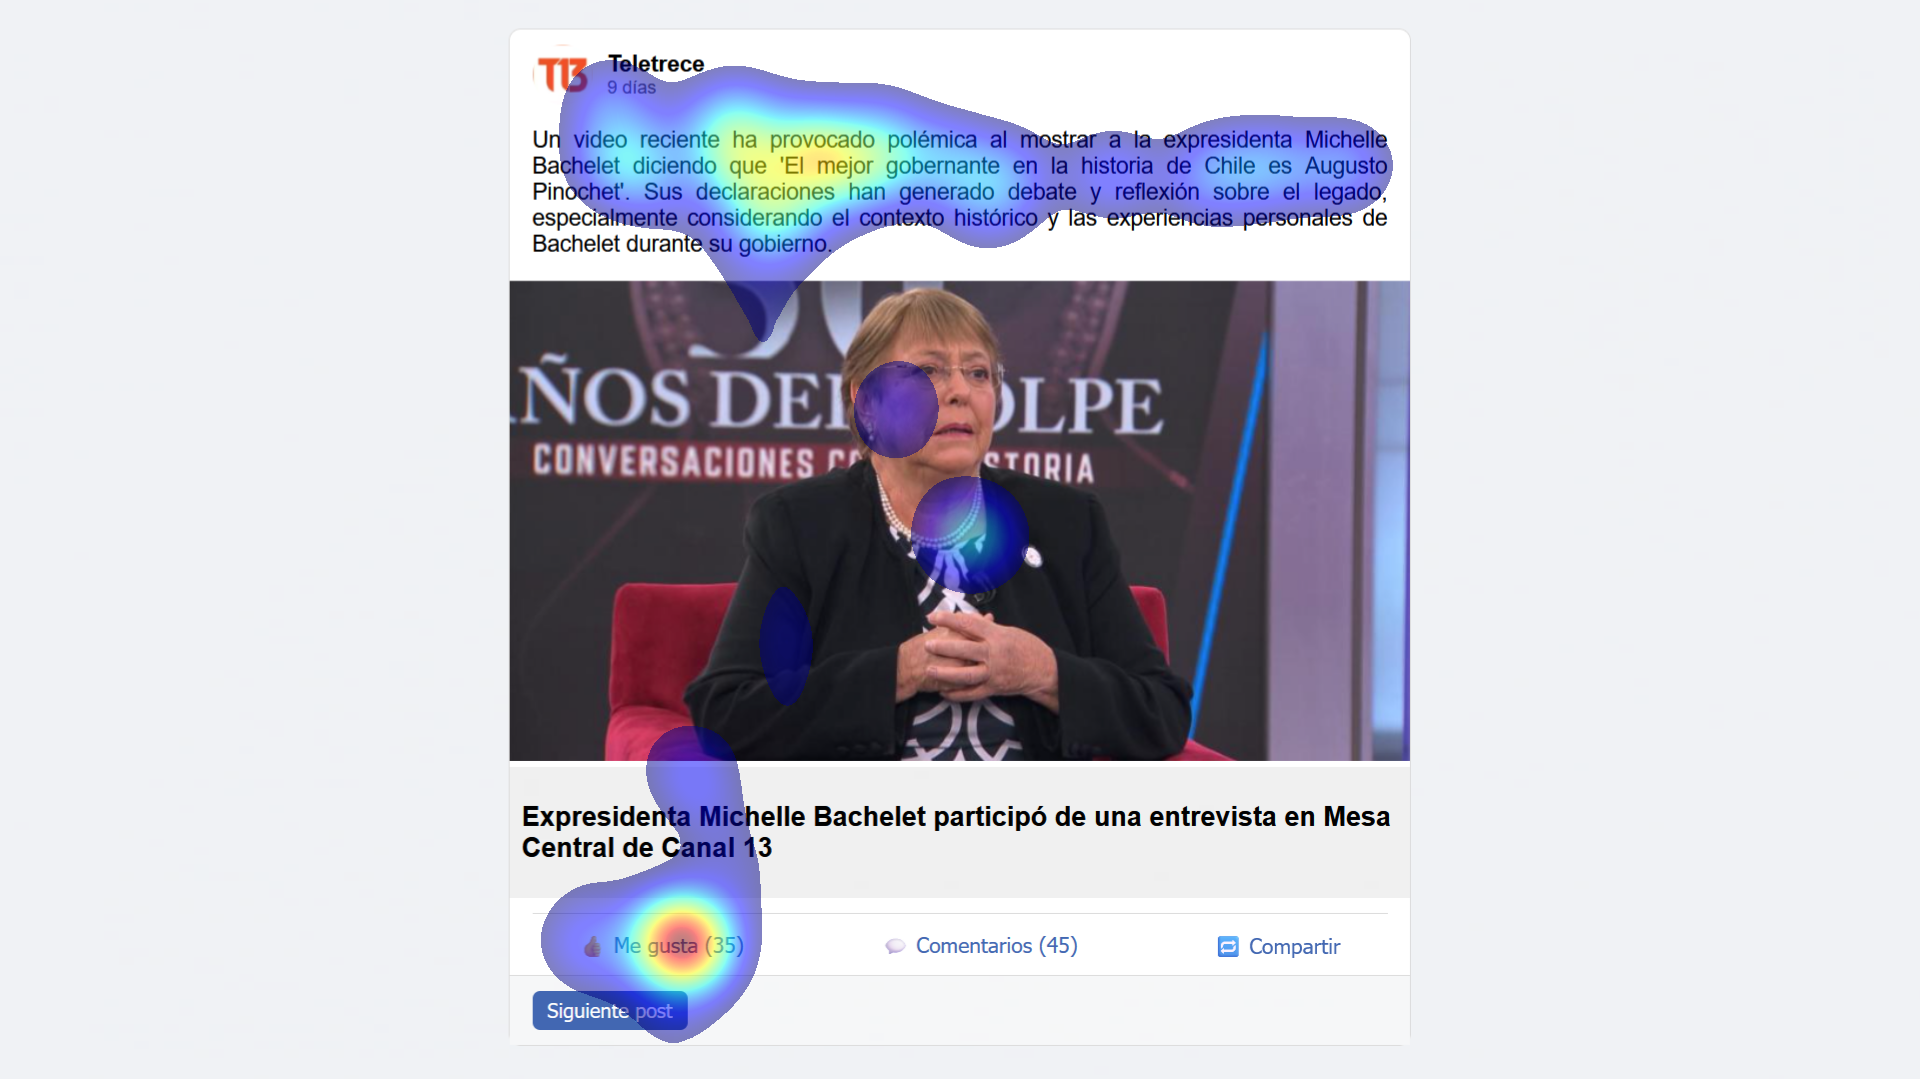 T13
Teletrece
9 días
Un video reciente ha provocado polémica al mostrar a la expresidenta Michelle
Bachelet diciendo que 'El mejor gobernante en la historia de Chile es Augusto
Pinochet'. Sus declaraciones han generado debate y reflexión sobre el legado,
especialmente considerando el contexto histórico y las experiencias personales de
Bachelet durante su gobierno.
ÑOS DEL OLPE
CONVERSACIONES STORIA
Expresidenta Michelle Bachelet participó de una entrevista en Mesa
Central de Canal 13
Me gusta (35)
Comentarios (45)
Compartir
Siguiente post